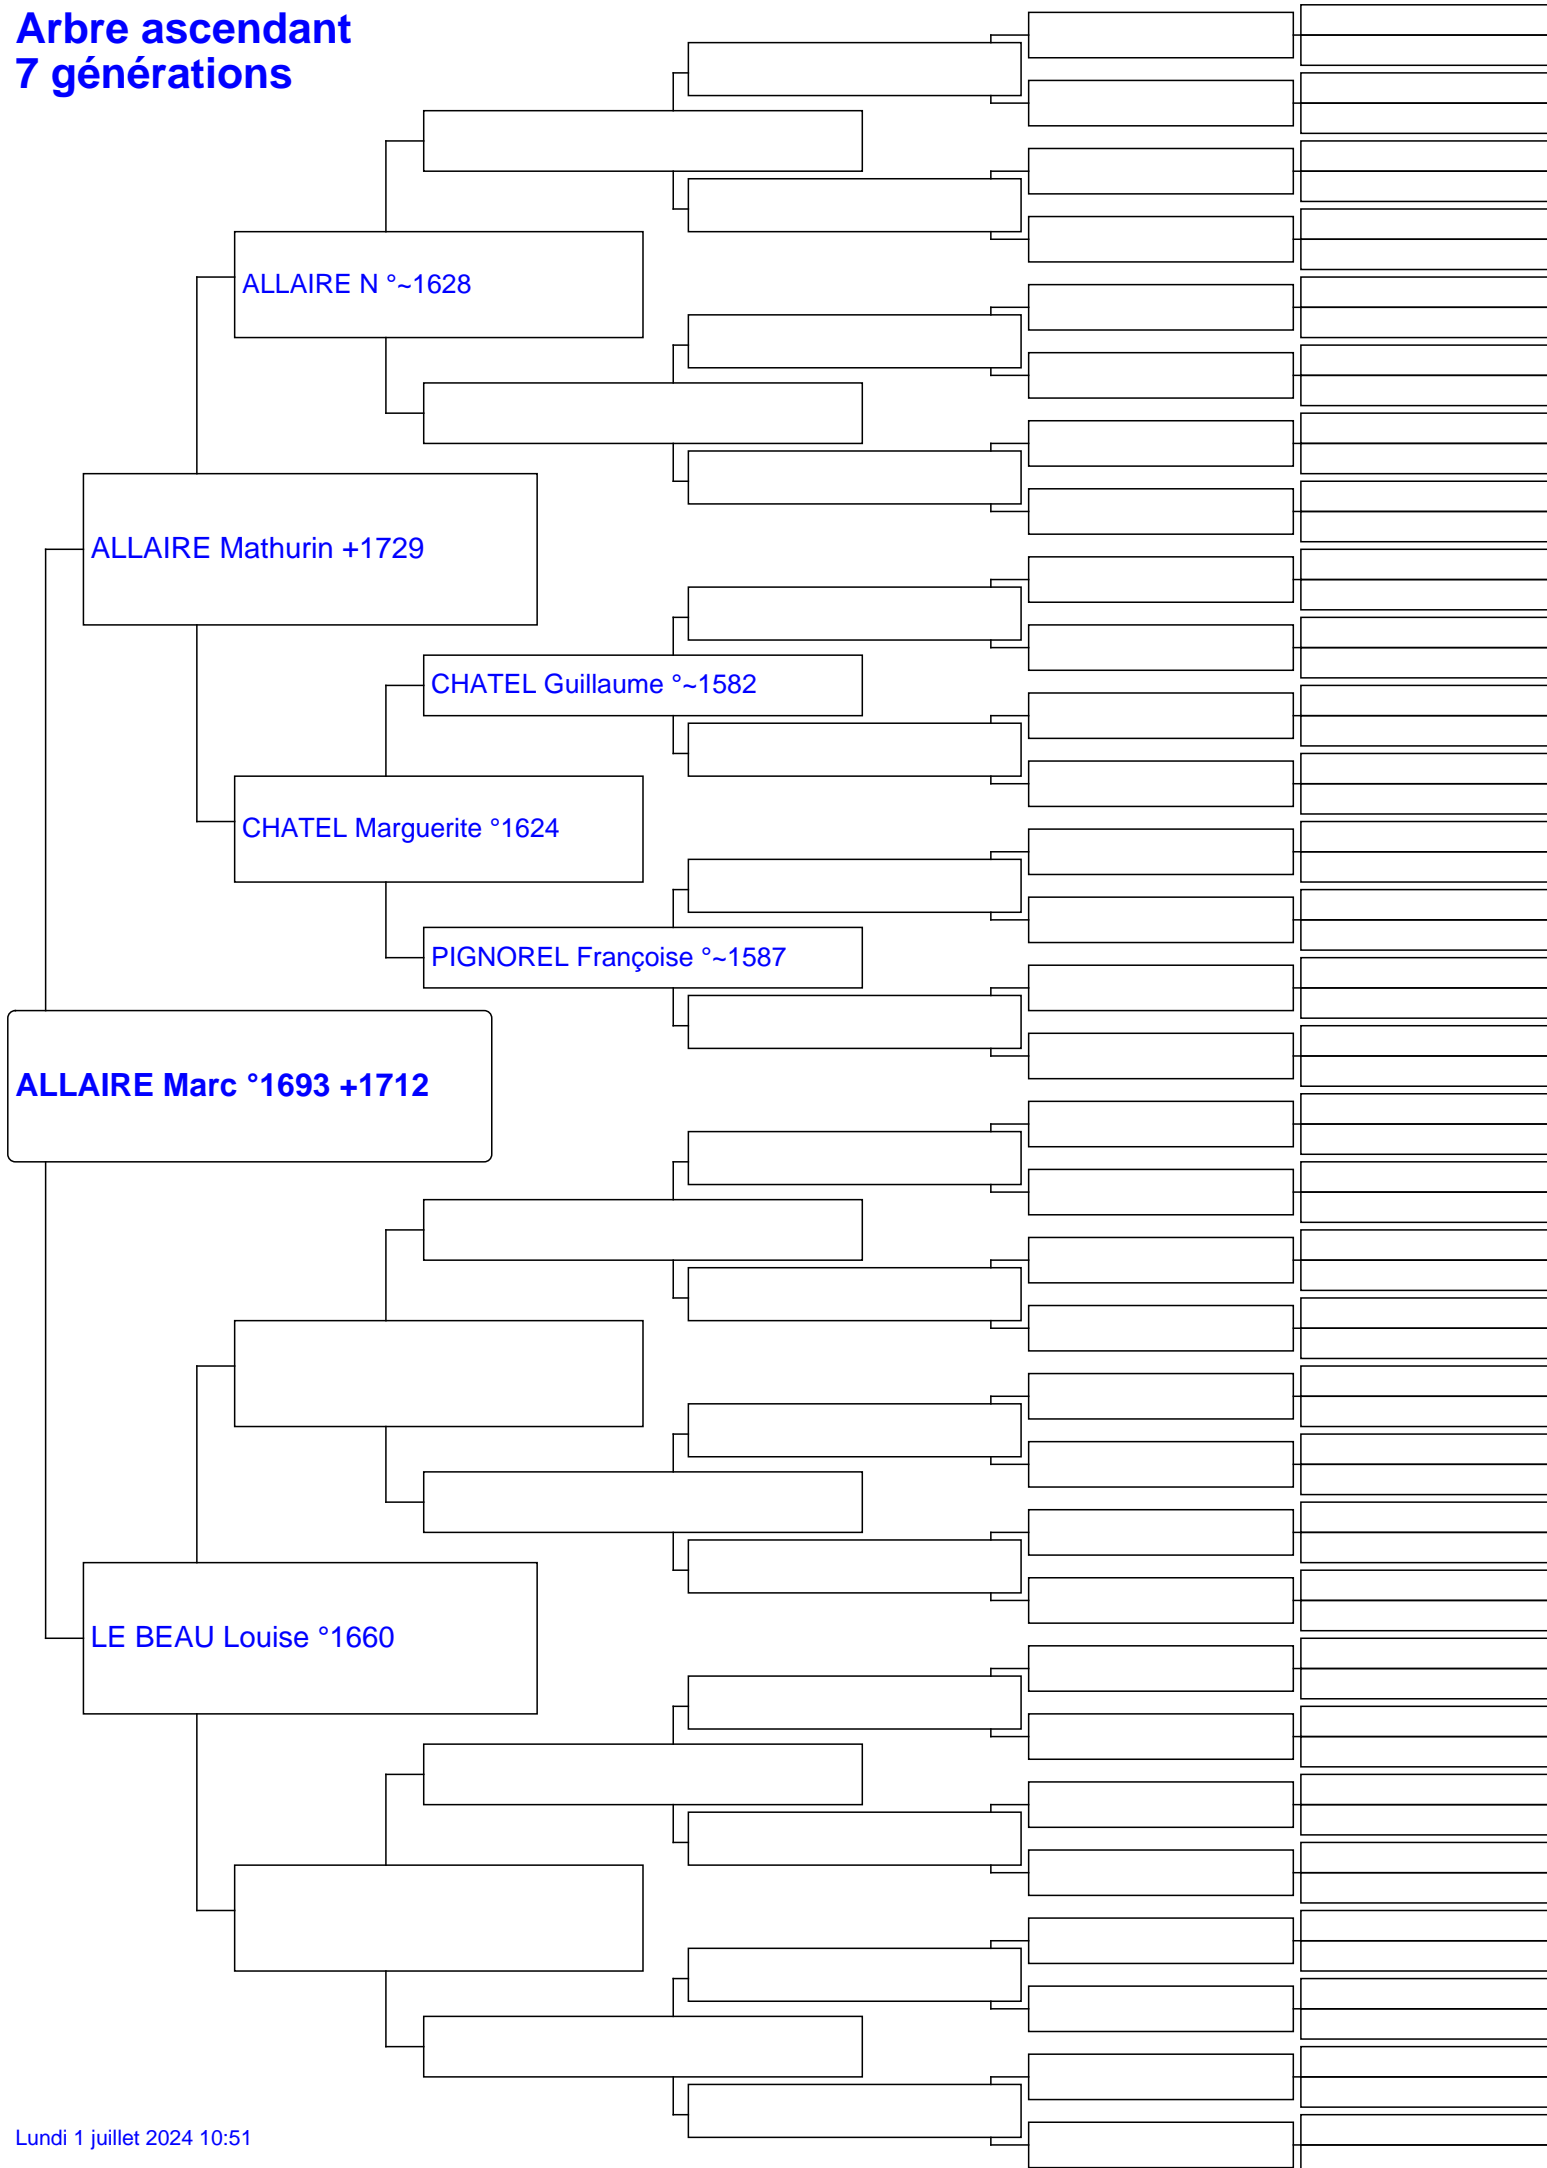 Arbre ascendant
7 générations
ALLAIRE N °~1628
ALLAIRE Mathurin +1729
CHATEL Guillaume °~1582
CHATEL Marguerite °1624
PIGNOREL Françoise °~1587
ALLAIRE Marc °1693 +1712
LE BEAU Louise °1660
Lundi 1 juillet 2024 10:51